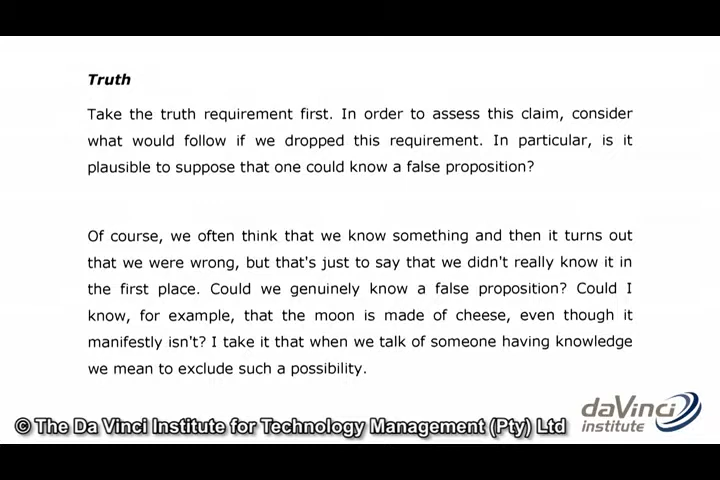 Truth
Take the truth requirement first. In order to assess this claim, consider
what would follow if we dropped this requirement. In particular, is it
plausible to suppose that one could know a false proposition?
Of course, we often think that we know something and then it turns out
that we were wrong, but that's just to say that we didn't really know it in
the first place. Could we genuinely know a false proposition? Could I
know, for example, that the moon is made of cheese, even though it
manifestly isn't? I take it that when we talk of someone having knowledge
we mean to exclude such a possibility.
daVinci
institute
© The Da Vinci Institute for Technology Management (Pty) Ltd